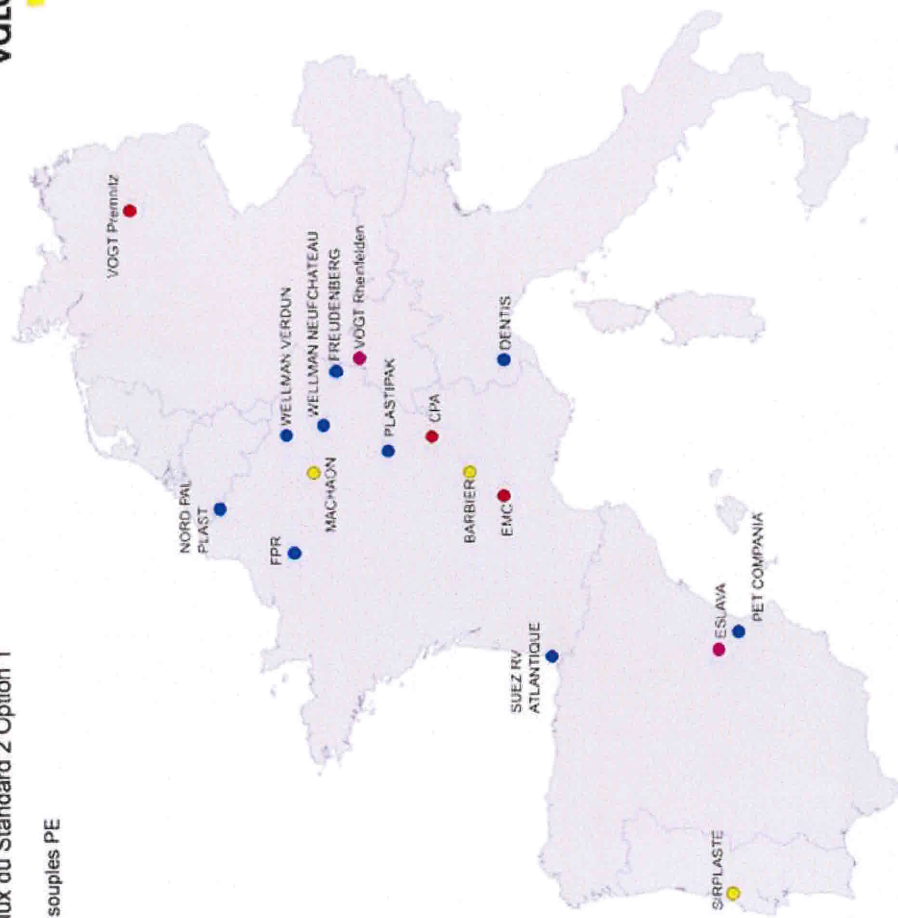 lux du Standard 2 Option 1
souples PE
VOGT Premnitz
NORD PAL
PLAST
WELLMAN VERDUN
WELLMAN NEUFCHATEAU
FREUDENBERG
VOGT Rheinfelden
FPR
MACHAON
PLASTIPAK
CPA
BARBIER
EMC
DENTIS
SUEZ RV
ATLANTIQUE
ESLAVA
PET COMPANIA
SIRPLASTE